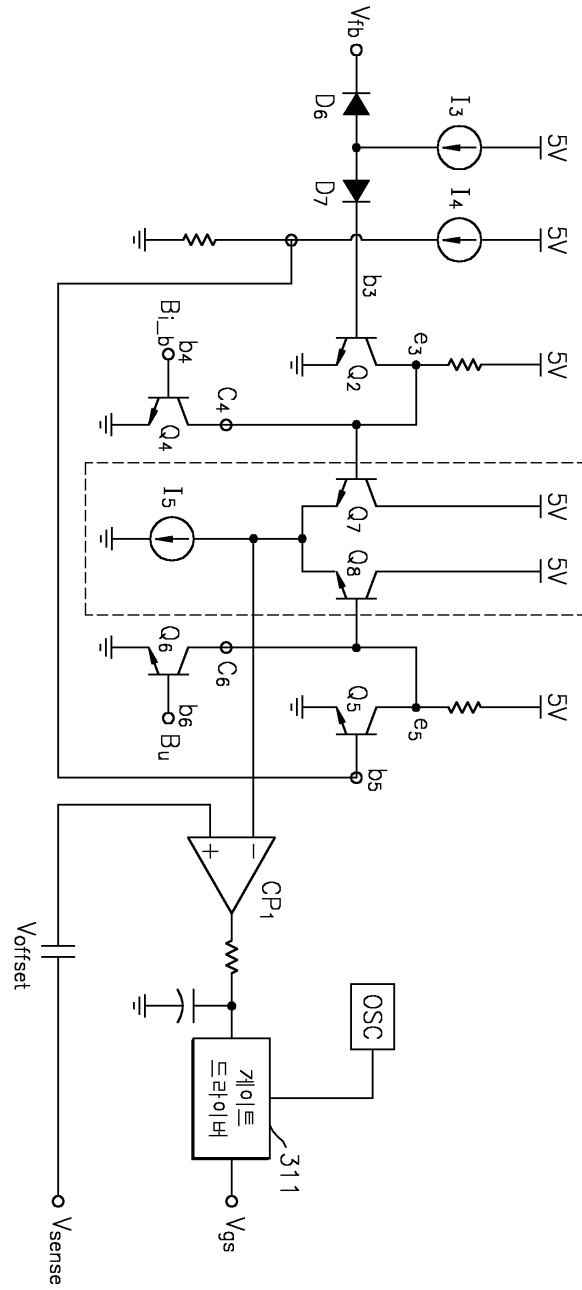 5V
5V
5V
5V
5V
5V
I3
I4
Vfb
D6
D7
b3
e3
Q2
Bi_b
b4
C4
Q4
Q7
Q8
I5
Q6
C6
b6
Bu
Q5
e5
b5
CP1
+
−
Voffset
OSC
게이트
드라이버
311
Vgs
Vsense